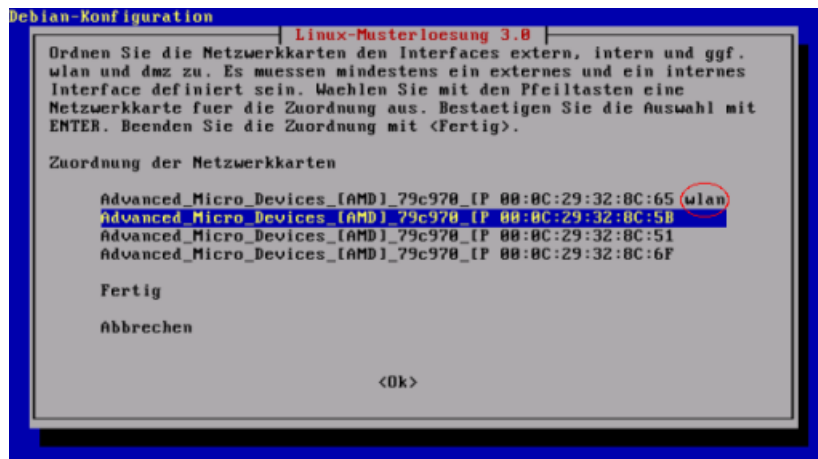 Debian-Konfiguration
Linux-Musterloesung 3.0
Ordnen Sie die Netzwerkkarten den Interfaces extern, intern und ggf.
wlan und dmz zu. Es muessen mindestens ein externes und ein internes
Interface definiert sein. Waehlen Sie mit den Pfeiltasten eine
Netzwerkkarte fuer die Zuordnung aus. Bestaetigen Sie die Auswahl mit
ENTER. Beenden Sie die Zuordnung mit <Fertig>.
Zuordnung der Netzwerkkarten
Advanced_Micro_Devices_[AMD]_79c970_[P 00:0C:29:32:8C:65 wlan
Advanced_Micro_Devices_[AMD]_79c970_[P 00:0C:29:32:8C:5B
Advanced_Micro_Devices_[AMD]_79c970_[P 00:0C:29:32:8C:51
Advanced_Micro_Devices_[AMD]_79c970_[P 00:0C:29:32:8C:6F
Fertig
Abbrechen
<Ok>